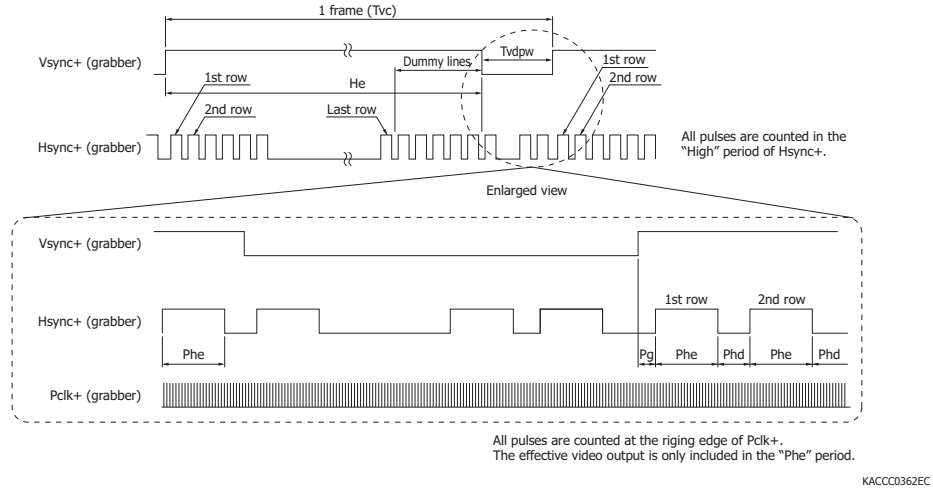 1 frame (Tvc)
Vsync+ (grabber)
Tvdpw
Dummy lines
1st row
He
1st row
2nd row
2nd row
Last row
Hsync+ (grabber)
All pulses are counted in the
“High” period of Hsync+.
Enlarged view
Vsync+ (grabber)
Hsync+ (grabber)
1st row
2nd row
Phe
Pg
Phe
Phd
Phe
Phd
Pclk+ (grabber)
All pulses are counted at the riging edge of Pclk+.
The effective video output is only included in the “Phe” period.
KACCC0362EC